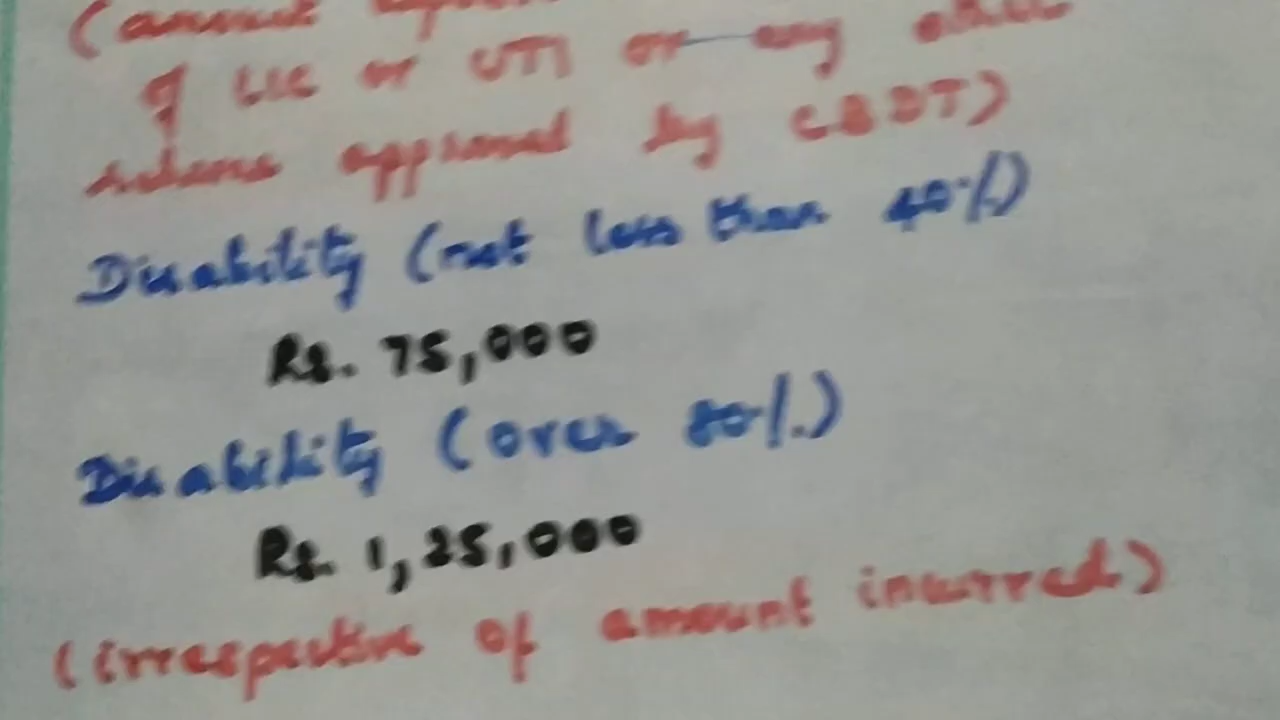 (amount
of LIC or UTI or any other
scheme approved by CBDT)
Disability (not less than 40%)
Rs. 75,000
Disability (over 80%)
Rs. 1,25,000
(irrespective of amount incurred)